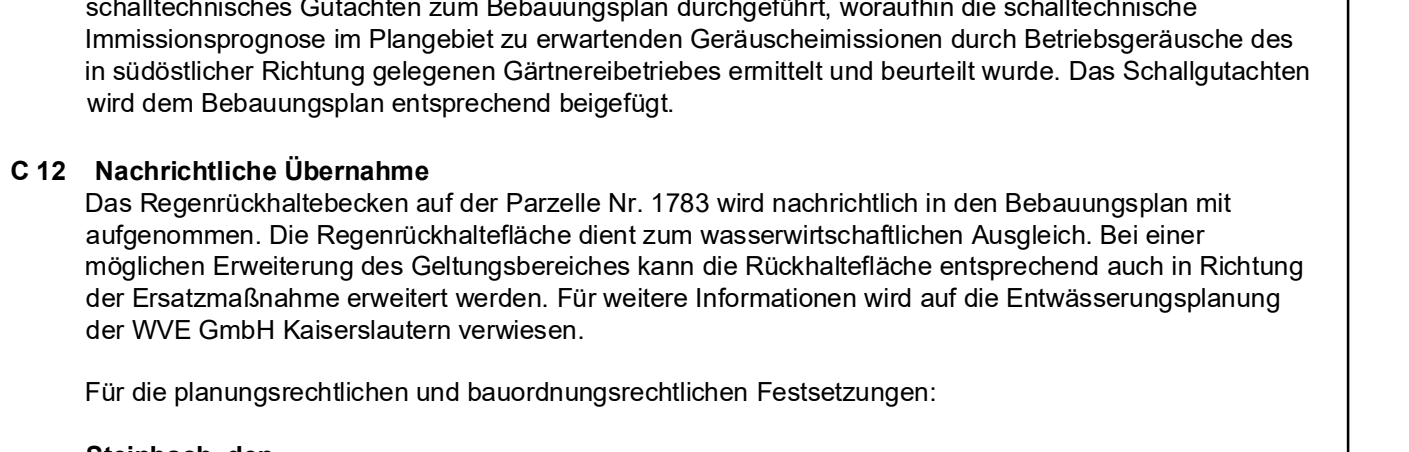 schalltechnisches Gutachten zum Bebauungsplan durchgeführt, woraufhin die schalltechnische
Immissionsprognose im Plangebiet zu erwartenden Geräuscheimissionen durch Betriebsgeräusche des
in südöstlicher Richtung gelegenen Gärtnereibetriebes ermittelt und beurteilt wurde. Das Schallgutachten
wird dem Bebauungsplan entsprechend beigefügt.
C 12 Nachrichtliche Übernahme
Das Regenrückhaltebecken auf der Parzelle Nr. 1783 wird nachrichtlich in den Bebauungsplan mit
aufgenommen. Die Regenrückhaltefläche dient zum wasserwirtschaftlichen Ausgleich. Bei einer
möglichen Erweiterung des Geltungsbereiches kann die Rückhaltefläche entsprechend auch in Richtung
der Ersatzmaßnahme erweitert werden. Für weitere Informationen wird auf die Entwässerungsplanung
der WVE GmbH Kaiserslautern verwiesen.
Für die planungsrechtlichen und bauordnungsrechtlichen Festsetzungen:
Steinbach, den